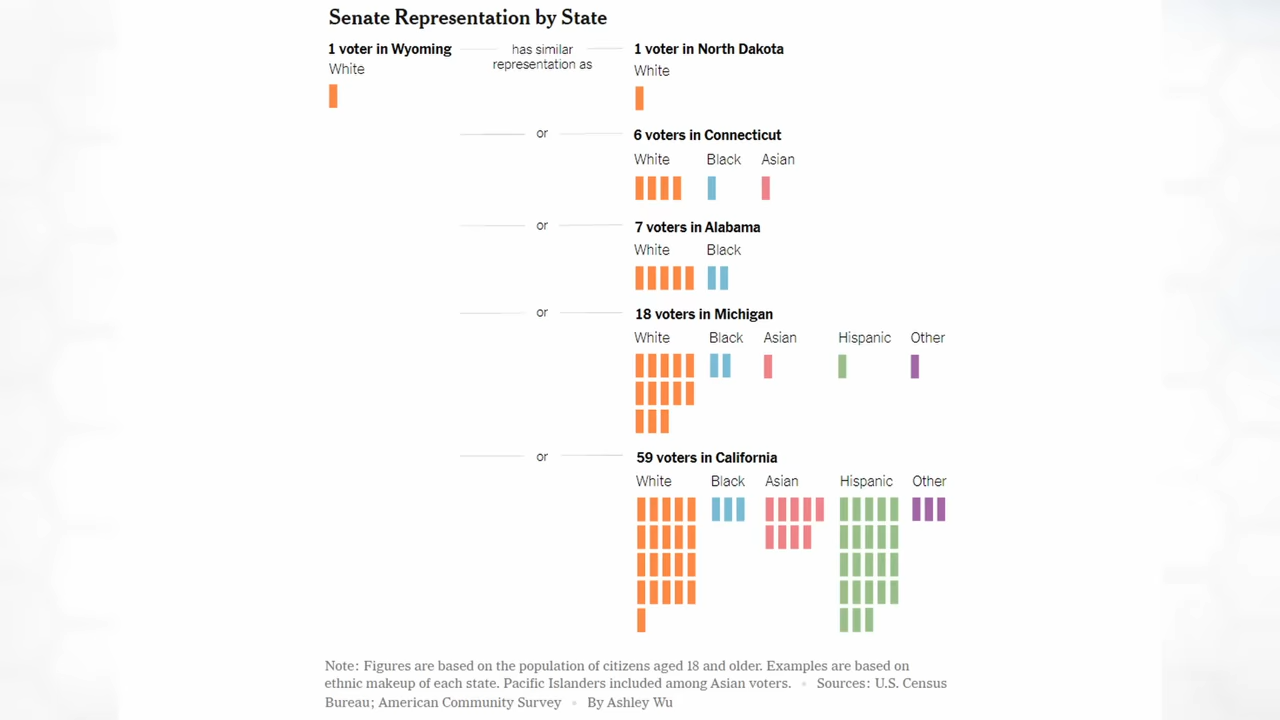 Senate Representation by State
1 voter in Wyoming
has similar
representation as
1 voter in North Dakota
White
White
or
6 voters in Connecticut
White Black Asian
or
7 voters in Alabama
White Black
or
18 voters in Michigan
White Black Asian Hispanic Other
or
59 voters in California
White Black Asian Hispanic Other
Note: Figures are based on the population of citizens aged 18 and older. Examples are based on
ethnic makeup of each state. Pacific Islanders included among Asian voters. • Sources: U.S. Census
Bureau; American Community Survey • By Ashley Wu